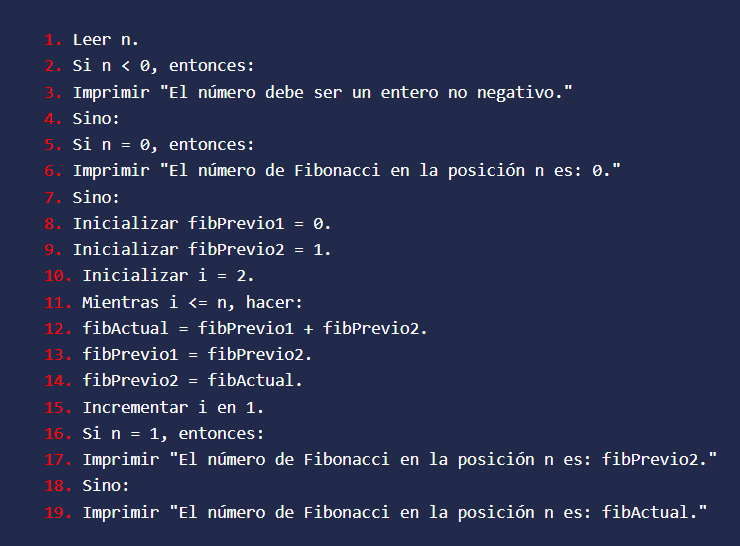 1. Leer n.
2. Si n < 0, entonces:
3. Imprimir "El número debe ser un entero no negativo."
4. Sino:
5. Si n = 0, entonces:
6. Imprimir "El número de Fibonacci en la posición n es: 0."
7. Sino:
8. Inicializar fibPrevio1 = 0.
9. Inicializar fibPrevio2 = 1.
10. Inicializar i = 2.
11. Mientras i <= n, hacer:
12. fibActual = fibPrevio1 + fibPrevio2.
13. fibPrevio1 = fibPrevio2.
14. fibPrevio2 = fibActual.
15. Incrementar i en 1.
16. Si n = 1, entonces:
17. Imprimir "El número de Fibonacci en la posición n es: fibPrevio2."
18. Sino:
19. Imprimir "El número de Fibonacci en la posición n es: fibActual."